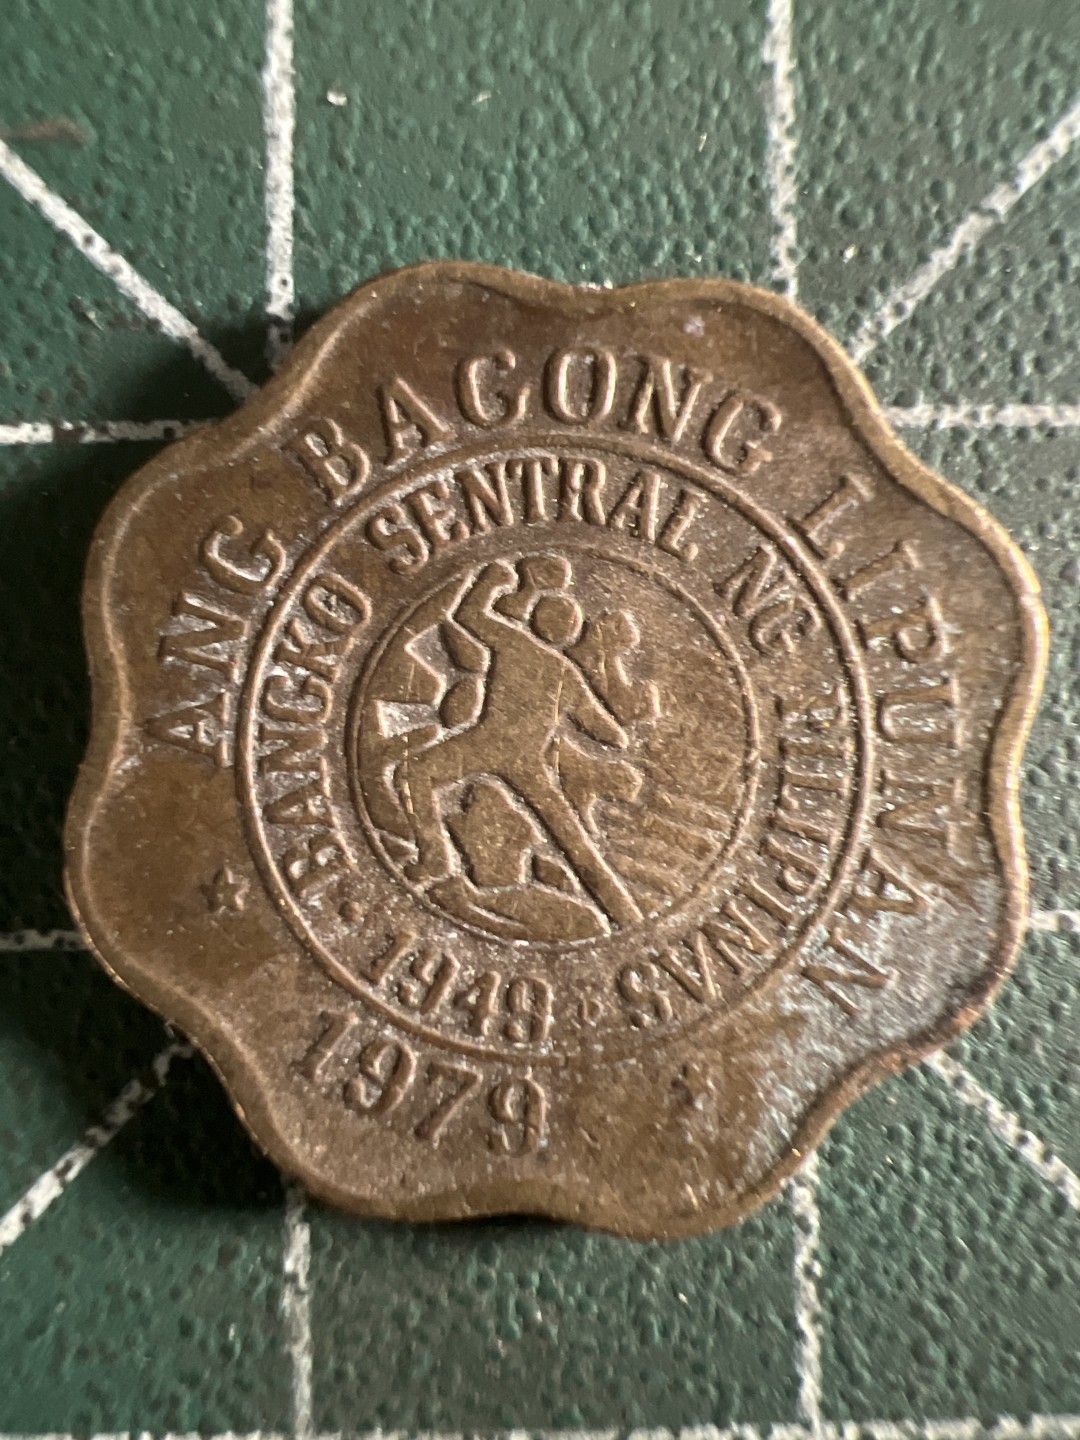 ANG BAGONG LIPUNAN
1979
BANGKO SENTRAL NG PILIPINAS
1949